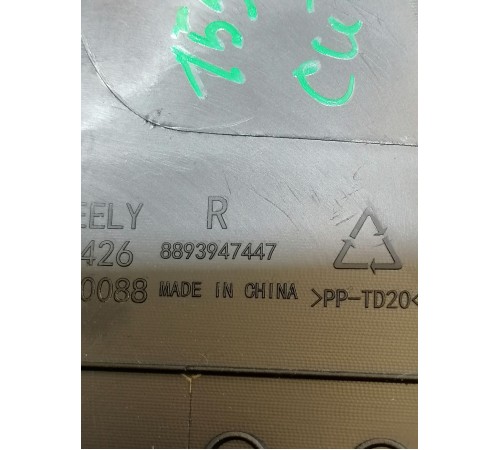 EELY R
426 8893947447
0088 MADE IN CHINA >PP-TD20<